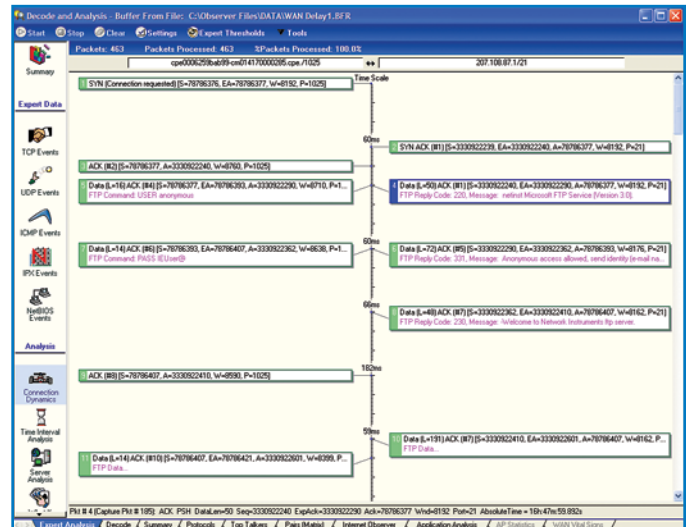 Decode and Analysis - Buffer From File: C:\Observer Files\DATA\WAN Delay1.BFR
Start Stop Clear Settings Expert Thresholds Tools
Packets: 463 Packets Processed: 463 %Packets Processed: 100.0%
cpe0006259bab99-cm014170000285.cpe./1025 207.108.87.1/21
Summary
Expert Data
TCP Events
UDP Events
ICMP Events
IPX Events
NetBIOS Events
Analysis
Connection Dynamics
Time Interval Analysis
Server Analysis
Time Scale
1 SYN (Connection requested) [S=78786376, EA=78786377, W=8192, P=1025]
60ms
2 SYN ACK (#1) [S=3330922239, EA=3330922240, A=78786377, W=8192, P=21]
3 ACK (#2) [S=78786377, A=3330922240, W=8760, P=1025]
4 Data (L=50) ACK (#1) [S=3330922240, EA=3330922290, A=78786377, W=8192, P=21]
FTP Reply Code: 220, Message: netinst Microsoft FTP Service (Version 3.0).
5 Data (L=16) ACK (#4) [S=78786377, EA=78786393, A=3330922290, W=8710, P=1...
FTP Command: USER anonymous
60ms
6 Data (L=72) ACK (#5) [S=3330922290, EA=3330922362, A=78786393, W=8176, P=21]
FTP Reply Code: 331, Message: Anonymous access allowed, send identity (e-mail na...
7 Data (L=14) ACK (#6) [S=78786393, EA=78786407, A=3330922362, W=8638, P=1...
FTP Command: PASS IEUser@
66ms
8 Data (L=48) ACK (#7) [S=3330922362, EA=3330922410, A=78786407, W=8162, P=21]
FTP Reply Code: 230, Message: -Welcome to Network Instruments ftp server.
182ms
9 ACK (#8) [S=78786407, A=3330922410, W=8590, P=1025]
59ms
10 Data (L=191) ACK (#7) [S=3330922410, EA=3330922601, A=78786407, W=8162, P...
FTP Data...
11 Data (L=14) ACK (#10) [S=78786407, EA=78786421, A=3330922601, W=8399, P...
FTP Data...
Pkt # 4 (Capture Pkt # 185): ACK PSH DataLen=50 Seq=3330922240 ExpAck=3330922290 Ack=78786377 Wnd=8192 Port=21 AbsoluteTime = 16h:47m:59.892s
Expert Analysis Decode Summary Protocols Top Talkers Pairs (Matrix) Internet Observer Application Analysis AP Statistics WAN Vital Signs